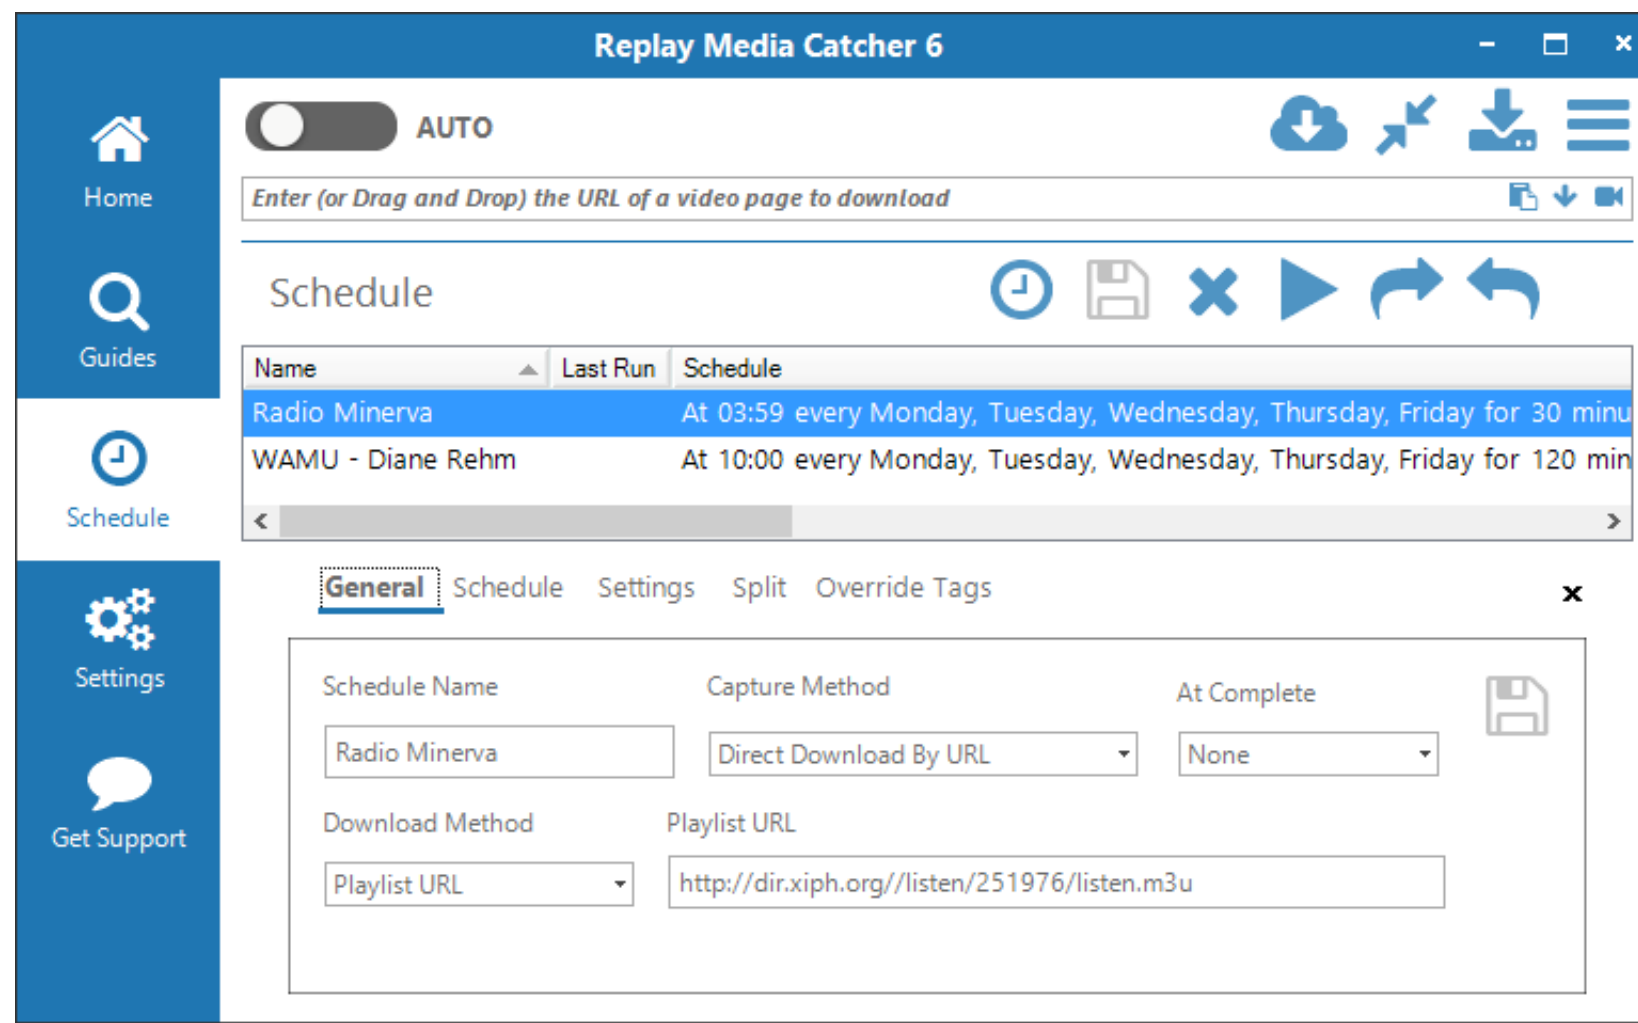 Replay Media Catcher 6
AUTO
Home
Enter (or Drag and Drop) the URL of a video page to download
Schedule
Guides
Name Last Run Schedule
Radio Minerva At 03:59 every Monday, Tuesday, Wednesday, Thursday, Friday for 30 minu
WAMU - Diane Rehm At 10:00 every Monday, Tuesday, Wednesday, Thursday, Friday for 120 min
Schedule
General Schedule Settings Split Override Tags
Settings
Schedule Name Capture Method At Complete
Radio Minerva Direct Download By URL None
Download Method Playlist URL
Get Support
Playlist URL http://dir.xiph.org//listen/251976/listen.m3u